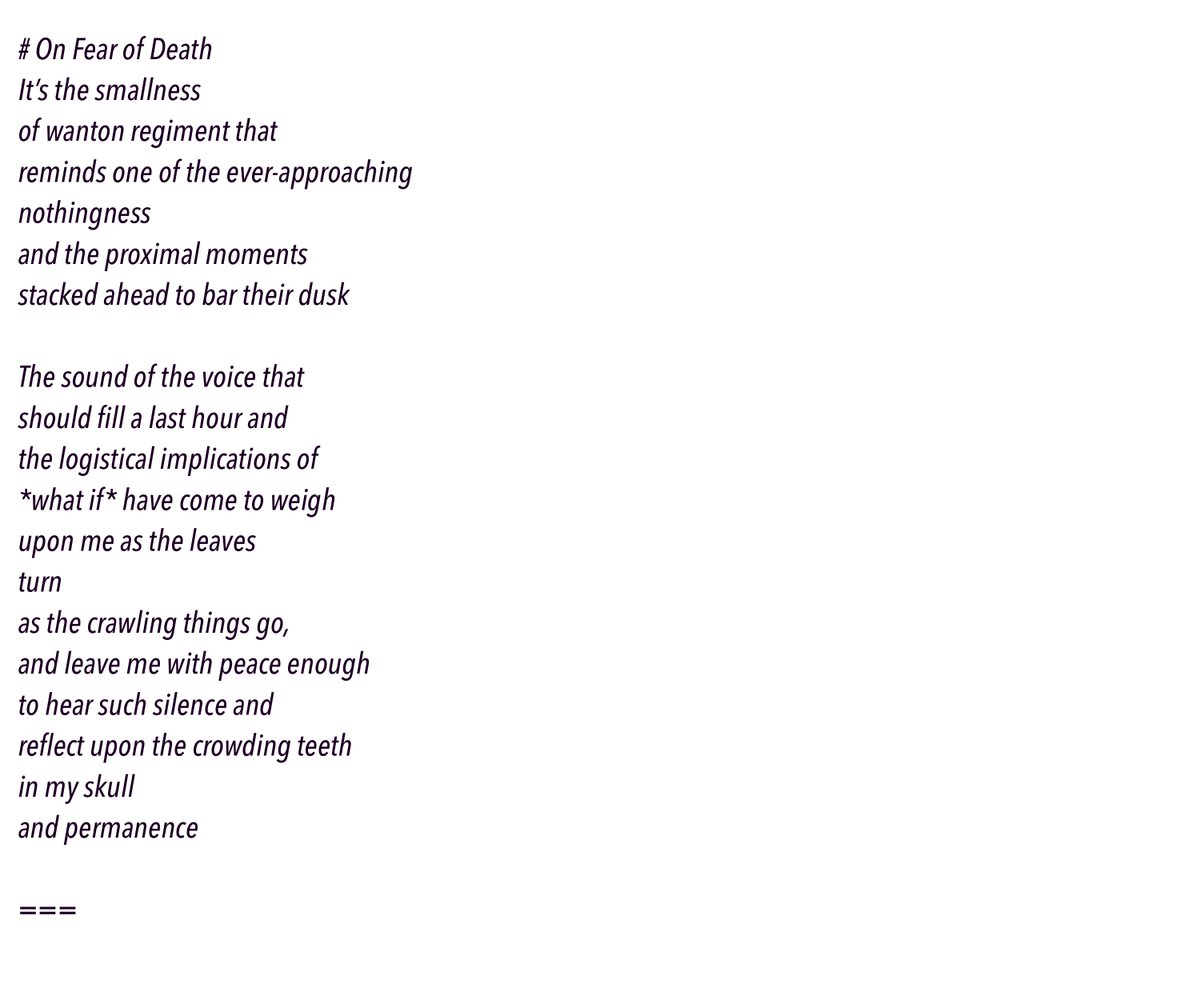 # On Fear of Death
It's the smallness
of wanton regiment that
reminds one of the ever-approaching
nothingness
and the proximal moments
stacked ahead to bar their dusk

The sound of the voice that
should fill a last hour and
the logistical implications of
*what if* have come to weigh
upon me as the leaves
turn
as the crawling things go,
and leave me with peace enough
to hear such silence and
reflect upon the crowding teeth
in my skull
and permanence

===